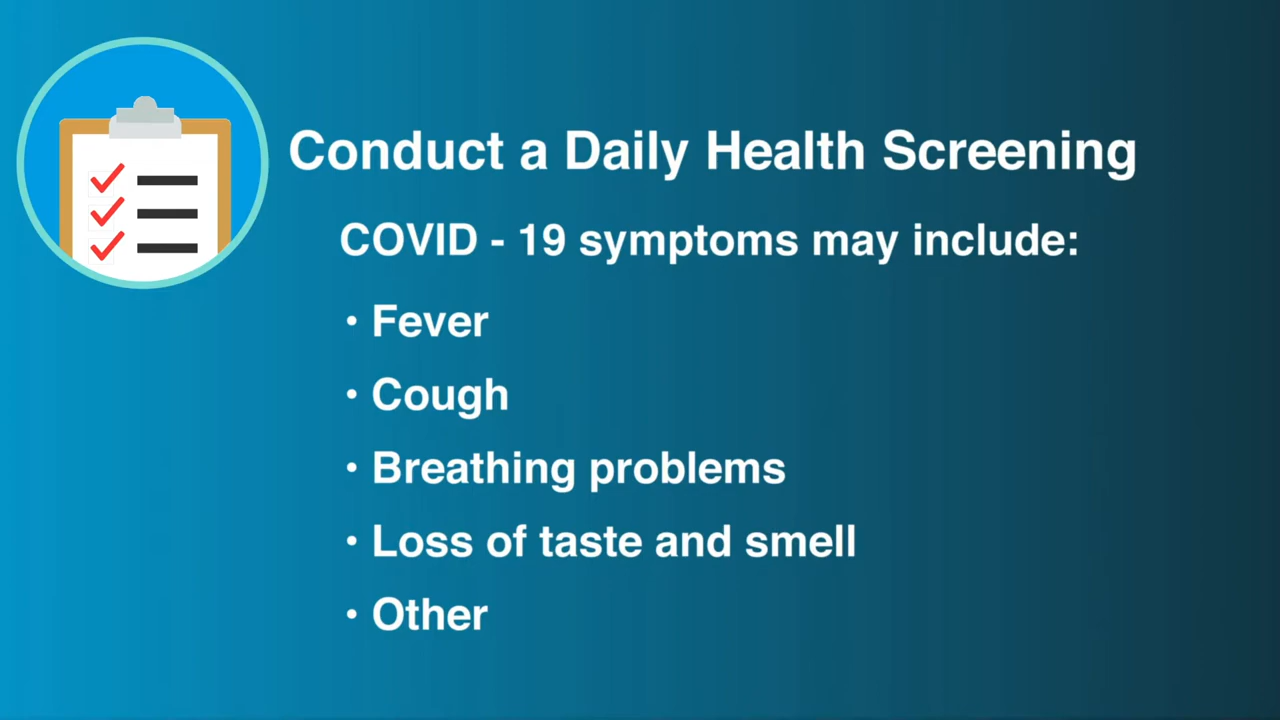 Conduct a Daily Health Screening
COVID - 19 symptoms may include:
• Fever
• Cough
• Breathing problems
• Loss of taste and smell
• Other